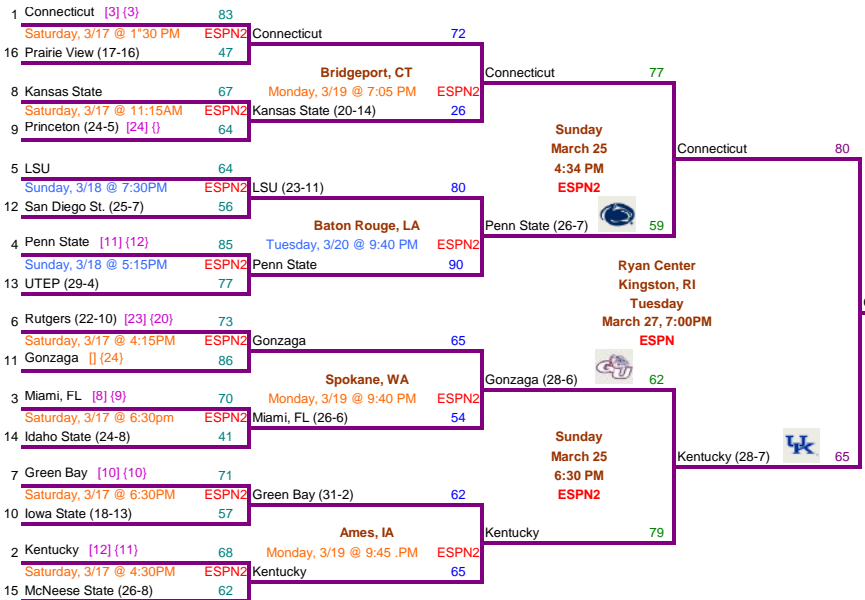 1 Connecticut [3] {3} 83
Saturday, 3/17 @ 1"30 PM ESPN2 Connecticut 72
16 Prairie View (17-16) 47
Bridgeport, CT Connecticut 77
8 Kansas State 67 Monday, 3/19 @ 7:05 PM ESPN2
Saturday, 3/17 @ 11:15AM ESPN2 Kansas State (20-14) 26
9 Princeton (24-5) [24] {} 64 Sunday
March 25 Connecticut 80
5 LSU 64 4:34 PM
Sunday, 3/18 @ 7:30PM ESPN2 LSU (23-11) 80 ESPN2
12 San Diego St. (25-7) 56
Baton Rouge, LA Penn State (26-7) 59
4 Penn State [11] {12} 85 Tuesday, 3/20 @ 9:40 PM ESPN2
Sunday, 3/18 @ 5:15PM ESPN2 Penn State 90 Ryan Center
13 UTEP (29-4) 77 Kingston, RI
Tuesday
6 Rutgers (22-10) [23] {20} 73 March 27, 7:00PM
Saturday, 3/17 @ 4:15PM ESPN2 Gonzaga 65 ESPN
11 Gonzaga [] {24} 86
Spokane, WA Gonzaga (28-6) GU 62
3 Miami, FL [8] {9} 70 Monday, 3/19 @ 9:40 PM ESPN2
Saturday, 3/17 @ 6:30pm ESPN2 Miami, FL (26-6) 54
14 Idaho State (24-8) 41 Sunday
March 25 Kentucky (28-7) UK 65
7 Green Bay [10] {10} 71 6:30 PM
Saturday, 3/17 @ 6:30PM ESPN2 Green Bay (31-2) 62 ESPN2
10 Iowa State (18-13) 57
Ames, IA Kentucky 79
2 Kentucky [12] {11} 68 Monday, 3/19 @ 9:45 .PM ESPN2
Saturday, 3/17 @ 4:30PM ESPN2 Kentucky 65
15 McNeese State (26-8) 62